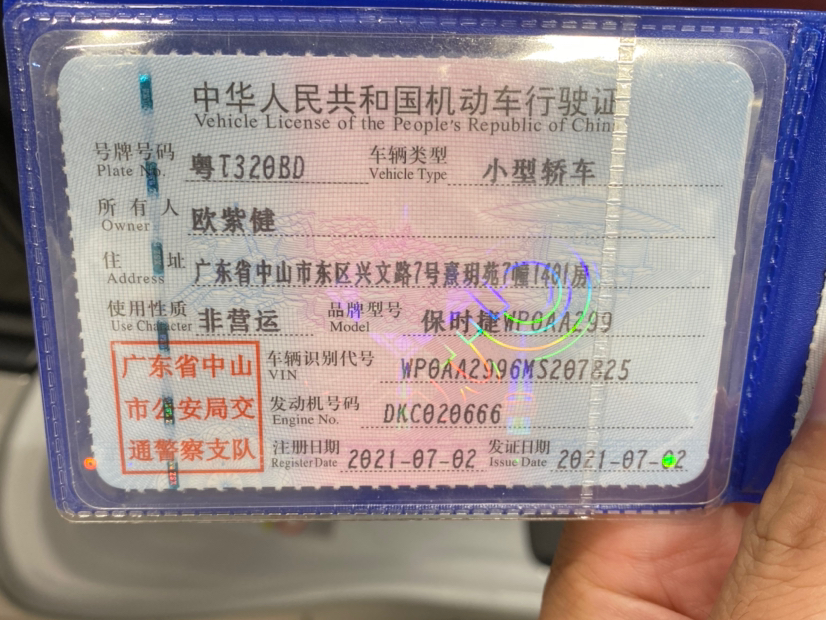 中华人民共和国机动车行驶证
Vehicle License of the People's Republic of China
号牌号码 粤T320BD 车辆类型 小型轿车
Plate No. Vehicle Type
所有人 欧紫健
Owner
住址 广东省中山市东区兴文路7号熹玥苑7幢1481房
Address
使用性质 非营运 品牌型号 保时捷WP0AA299
Use Character Model
广东省中山
市公安局交
通警察支队
车辆识别代号 WP0AA2996MS207825
VIN
发动机号码 DKC020666
Engine No.
注册日期 2021-07-02 发证日期 2021-07-02
Register Date Issue Date